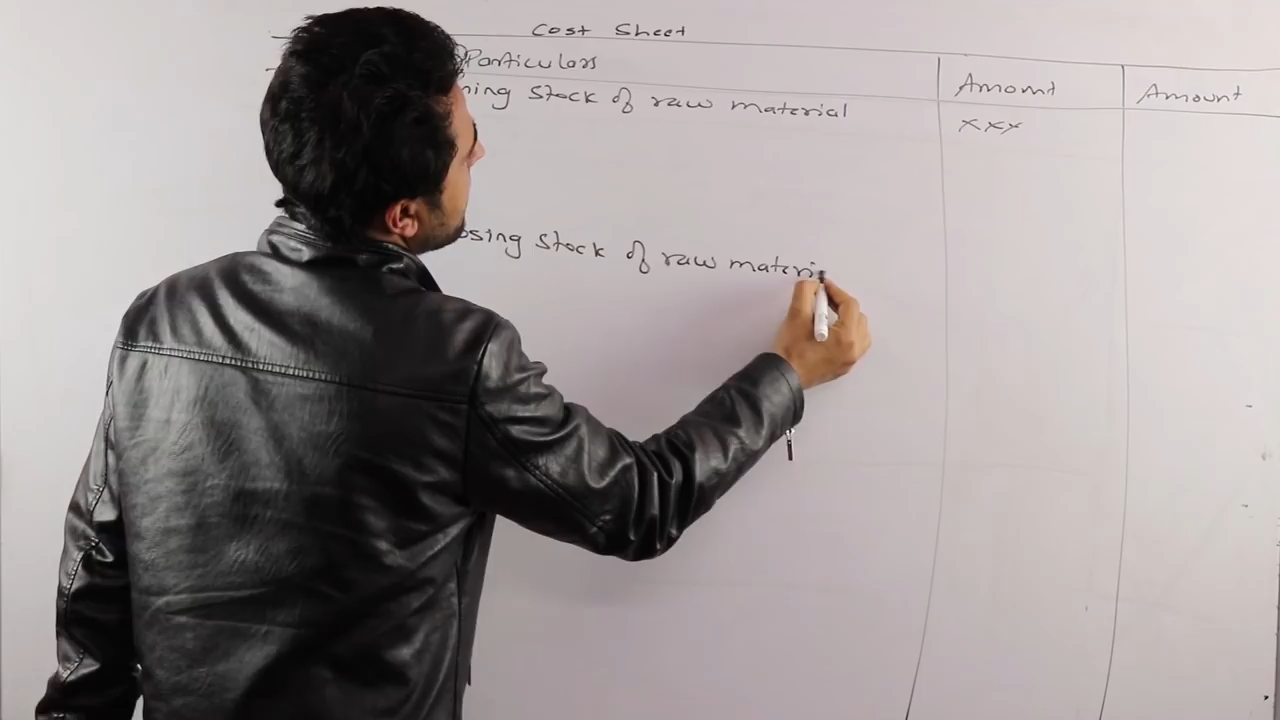 Cost Sheet
Particulars
Amount
Amount
ning stock of raw material
xxx
osing stock of raw materi